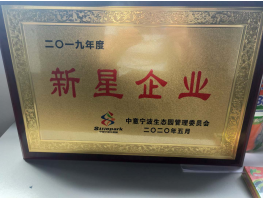 二〇一九年度
新星企业
中意宁波生态园管理委员会
二〇二〇年五月